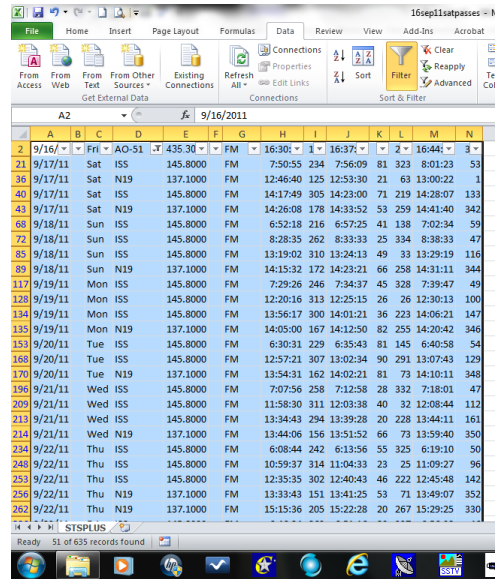 16sep11satpasses - M
File Home Insert Page Layout Formulas Data Review View Add-Ins Acrobat
From Access From Web From Text From Other Sources Existing Connections Refresh All Connections Properties Edit Links Sort Filter Clear Reapply Advanced
Get External Data Connections Sort & Filter
A2 fx 9/16/2011
A B C D E F G H I J K L M N
2 9/16/ Fri AO-51 435.30 FM 16:30: 1 16:37: 2 16:44: 3
21 9/17/11 Sat ISS 145.8000 FM 7:50:55 234 7:56:09 81 323 8:01:23 53
36 9/17/11 Sat N19 137.1000 FM 12:46:40 125 12:53:30 21 63 13:00:22 1
40 9/17/11 Sat ISS 145.8000 FM 14:17:49 305 14:23:00 71 219 14:28:07 133
43 9/17/11 Sat N19 137.1000 FM 14:26:08 178 14:33:52 53 259 14:41:40 342
68 9/18/11 Sun ISS 145.8000 FM 6:52:18 216 6:57:25 41 138 7:02:34 59
72 9/18/11 Sun ISS 145.8000 FM 8:28:35 262 8:33:33 25 334 8:38:33 47
85 9/18/11 Sun ISS 145.8000 FM 13:19:02 310 13:24:13 49 33 13:29:19 116
89 9/18/11 Sun N19 137.1000 FM 14:15:32 172 14:23:21 66 258 14:31:11 344
117 9/19/11 Mon ISS 145.8000 FM 7:29:26 246 7:34:37 45 328 7:39:47 49
128 9/19/11 Mon ISS 145.8000 FM 12:20:16 313 12:25:15 26 26 12:30:13 100
134 9/19/11 Mon ISS 145.8000 FM 13:56:17 300 14:01:21 36 223 14:06:21 147
135 9/19/11 Mon N19 137.1000 FM 14:05:00 167 14:12:50 82 255 14:20:42 346
153 9/20/11 Tue ISS 145.8000 FM 6:30:31 229 6:35:43 81 145 6:40:58 54
168 9/20/11 Tue ISS 145.8000 FM 12:57:21 307 13:02:34 90 291 13:07:43 129
170 9/20/11 Tue N19 137.1000 FM 13:54:31 162 14:02:21 81 73 14:10:11 348
196 9/21/11 Wed ISS 145.8000 FM 7:07:56 258 7:12:58 28 332 7:18:01 47
209 9/21/11 Wed ISS 145.8000 FM 11:58:30 311 12:03:38 40 32 12:08:44 112
213 9/21/11 Wed ISS 145.8000 FM 13:34:43 294 13:39:28 20 228 13:44:11 161
214 9/21/11 Wed N19 137.1000 FM 13:44:06 156 13:51:52 66 73 13:59:40 350
234 9/22/11 Thu ISS 145.8000 FM 6:08:44 242 6:13:56 55 325 6:19:10 50
248 9/22/11 Thu ISS 145.8000 FM 10:59:37 314 11:04:33 23 25 11:09:27 96
253 9/22/11 Thu ISS 145.8000 FM 12:35:35 302 12:40:43 46 222 12:45:48 142
256 9/22/11 Thu N19 137.1000 FM 13:33:43 151 13:41:25 53 71 13:49:07 352
262 9/22/11 Thu N19 137.1000 FM 15:15:36 205 15:22:28 20 267 15:29:25 330
STSPLUS
Ready 51 of 635 records found
hp SSTV